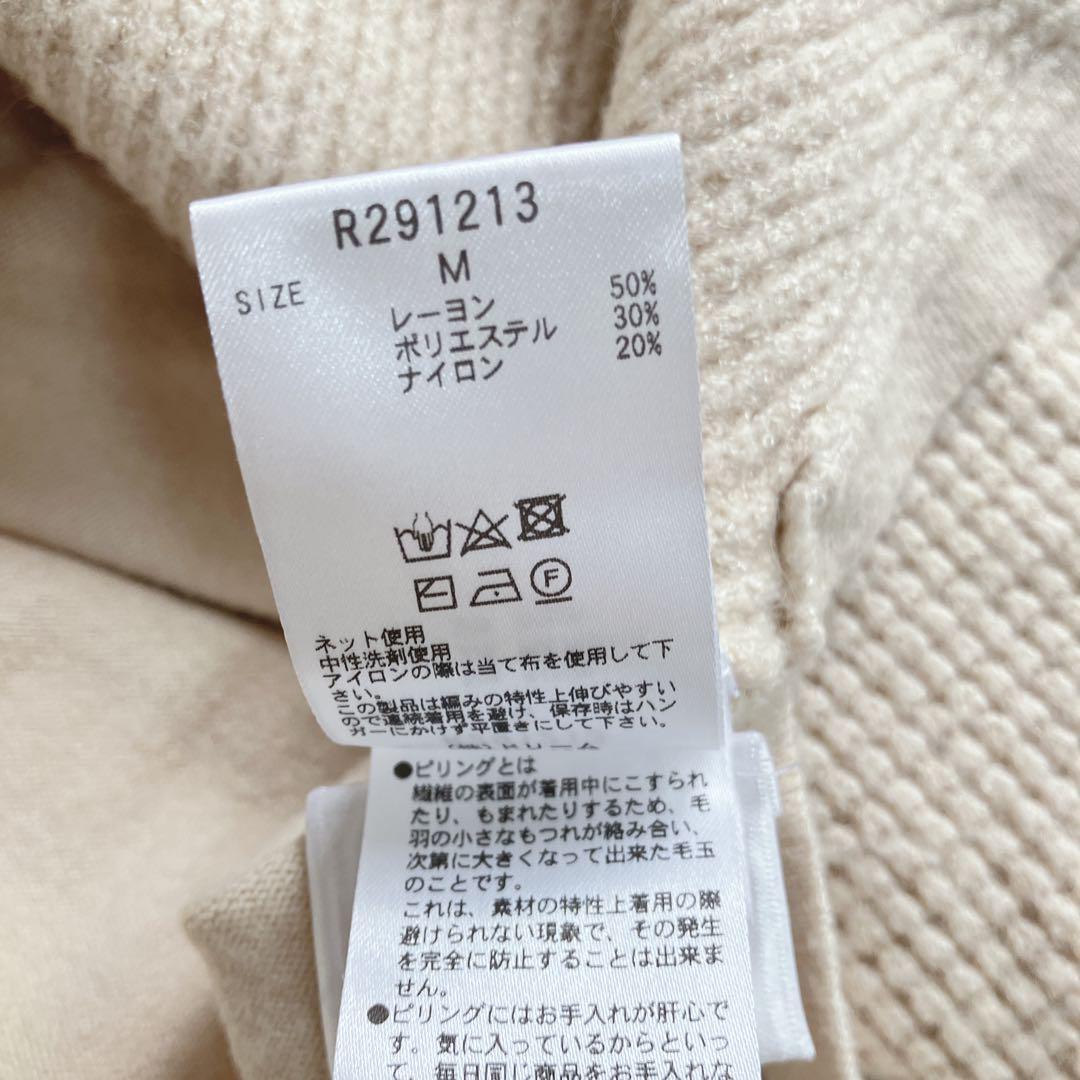 R291213
SIZE M
レーヨン 50%
ポリエステル 30%
ナイロン 20%
F
ネット使用
中性洗剤使用
アイロンの際は当て布を使用して下
さい。
この製品は編みの特性上伸びやすい
ので連続着用を避け、保存時はハン
ガーにかけず平置きにして下さい。
●ピリングとは
繊維の表面が着用中にこすられ
たり、もまれたりするため、毛
羽の小さなもつれが絡み合い、
次第に大きくなって出来た毛玉
のことです。
これは、素材の特性上着用の際
避けられない現象で、その発生
を完全に防止することは出来ま
せん。
●ピリングにはお手入れが肝心で
す。気に入っているからといっ
て、毎日同じ商品をお手入れな